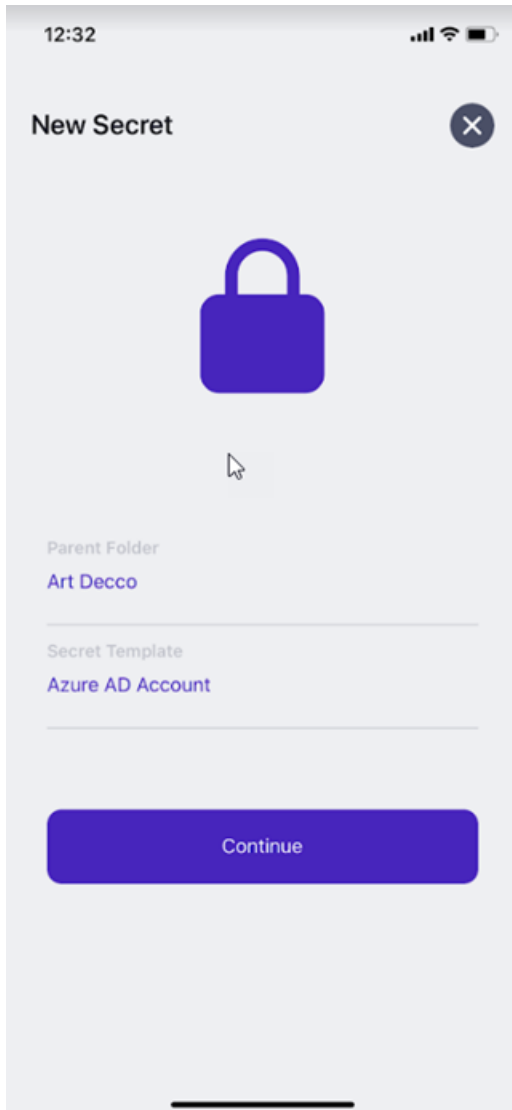 12:32
New Secret
Parent Folder
Art Decco
Secret Template
Azure AD Account
Continue